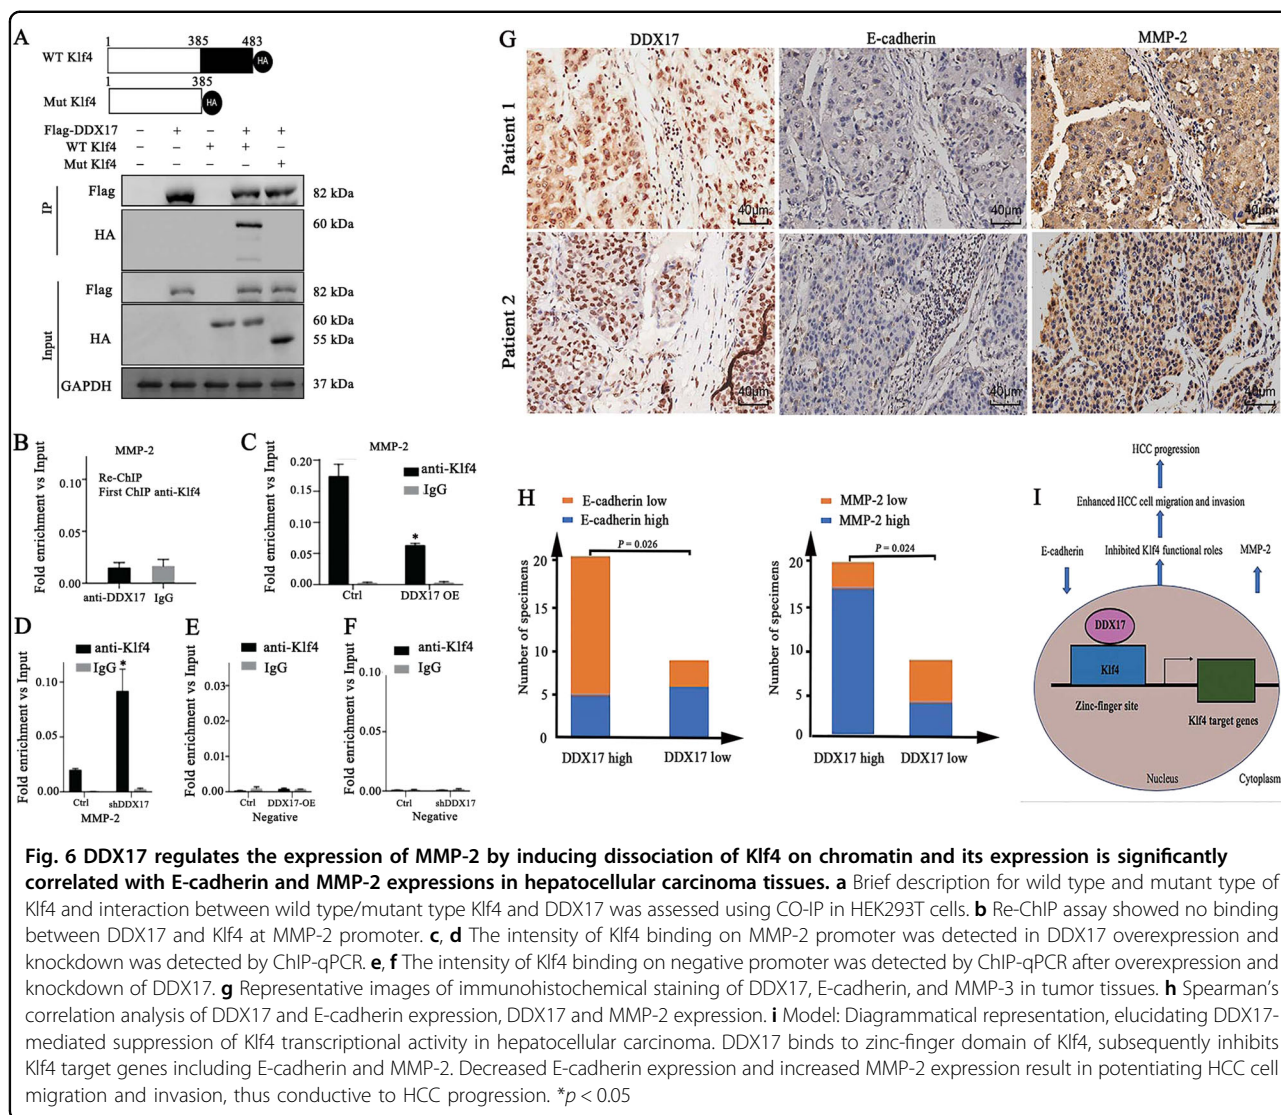 A
1 385 483
WT Klf4 HA
1 385
Mut Klf4 HA
Flag-DDX17 – + – + +
WT Klf4 – – + + –
Mut Klf4 – – – – +
IP
Flag 82 kDa
HA 60 kDa
Input
Flag 82 kDa
HA 60 kDa
55 kDa
GAPDH 37 kDa
B
MMP-2
Re-ChIP
First ChIP anti-Klf4
Fold enrichment vs Input
0.10
0.05
0.00
anti-DDX17 IgG
C
MMP-2
anti-Klf4
IgG
Fold enrichment vs Input
0.20
0.15
0.10
0.05
0.00
*
Ctrl DDX17 OE
D
anti-Klf4
IgG
*
Fold enrichment vs Input
0.10
0.05
0.00
Ctrl shDDX17
MMP-2
E
anti-Klf4
IgG
Fold enrichment vs Input
0.03
0.02
0.01
0.00
Ctrl DDX17-OE
Negative
F
anti-Klf4
IgG
Fold enrichment vs Input
0.10
0.05
0.00
Ctrl shDDX17
Negative
G
DDX17 E-cadherin MMP-2
Patient 1
40μm 40μm 40μm
Patient 2
40μm 40μm 40μm
H
E-cadherin low
E-cadherin high
P = 0.026
Number of specimens
20
15
10
5
0
DDX17 high DDX17 low
MMP-2 low
MMP-2 high
P = 0.024
Number of specimens
20
15
10
5
0
DDX17 high DDX17 low
I
HCC progression
Enhanced HCC cell migration and invasion
E-cadherin Inhibited Klf4 functional roles MMP-2
DDX17
Klf4
Zinc-finger site
Klf4 target genes
Nucleus
Cytoplasm
Fig. 6 DDX17 regulates the expression of MMP-2 by inducing dissociation of Klf4 on chromatin and its expression is significantly
correlated with E-cadherin and MMP-2 expressions in hepatocellular carcinoma tissues. a Brief description for wild type and mutant type of
Klf4 and interaction between wild type/mutant type Klf4 and DDX17 was assessed using CO-IP in HEK293T cells. b Re-ChIP assay showed no binding
between DDX17 and Klf4 at MMP-2 promoter. c, d The intensity of Klf4 binding on MMP-2 promoter was detected in DDX17 overexpression and
knockdown was detected by ChIP-qPCR. e, f The intensity of Klf4 binding on negative promoter was detected by ChIP-qPCR after overexpression and
knockdown of DDX17. g Representative images of immunohistochemical staining of DDX17, E-cadherin, and MMP-3 in tumor tissues. h Spearman's
correlation analysis of DDX17 and E-cadherin expression, DDX17 and MMP-2 expression. i Model: Diagrammatical representation, elucidating DDX17-
mediated suppression of Klf4 transcriptional activity in hepatocellular carcinoma. DDX17 binds to zinc-finger domain of Klf4, subsequently inhibits
Klf4 target genes including E-cadherin and MMP-2. Decreased E-cadherin expression and increased MMP-2 expression result in potentiating HCC cell
migration and invasion, thus conductive to HCC progression. *p < 0.05